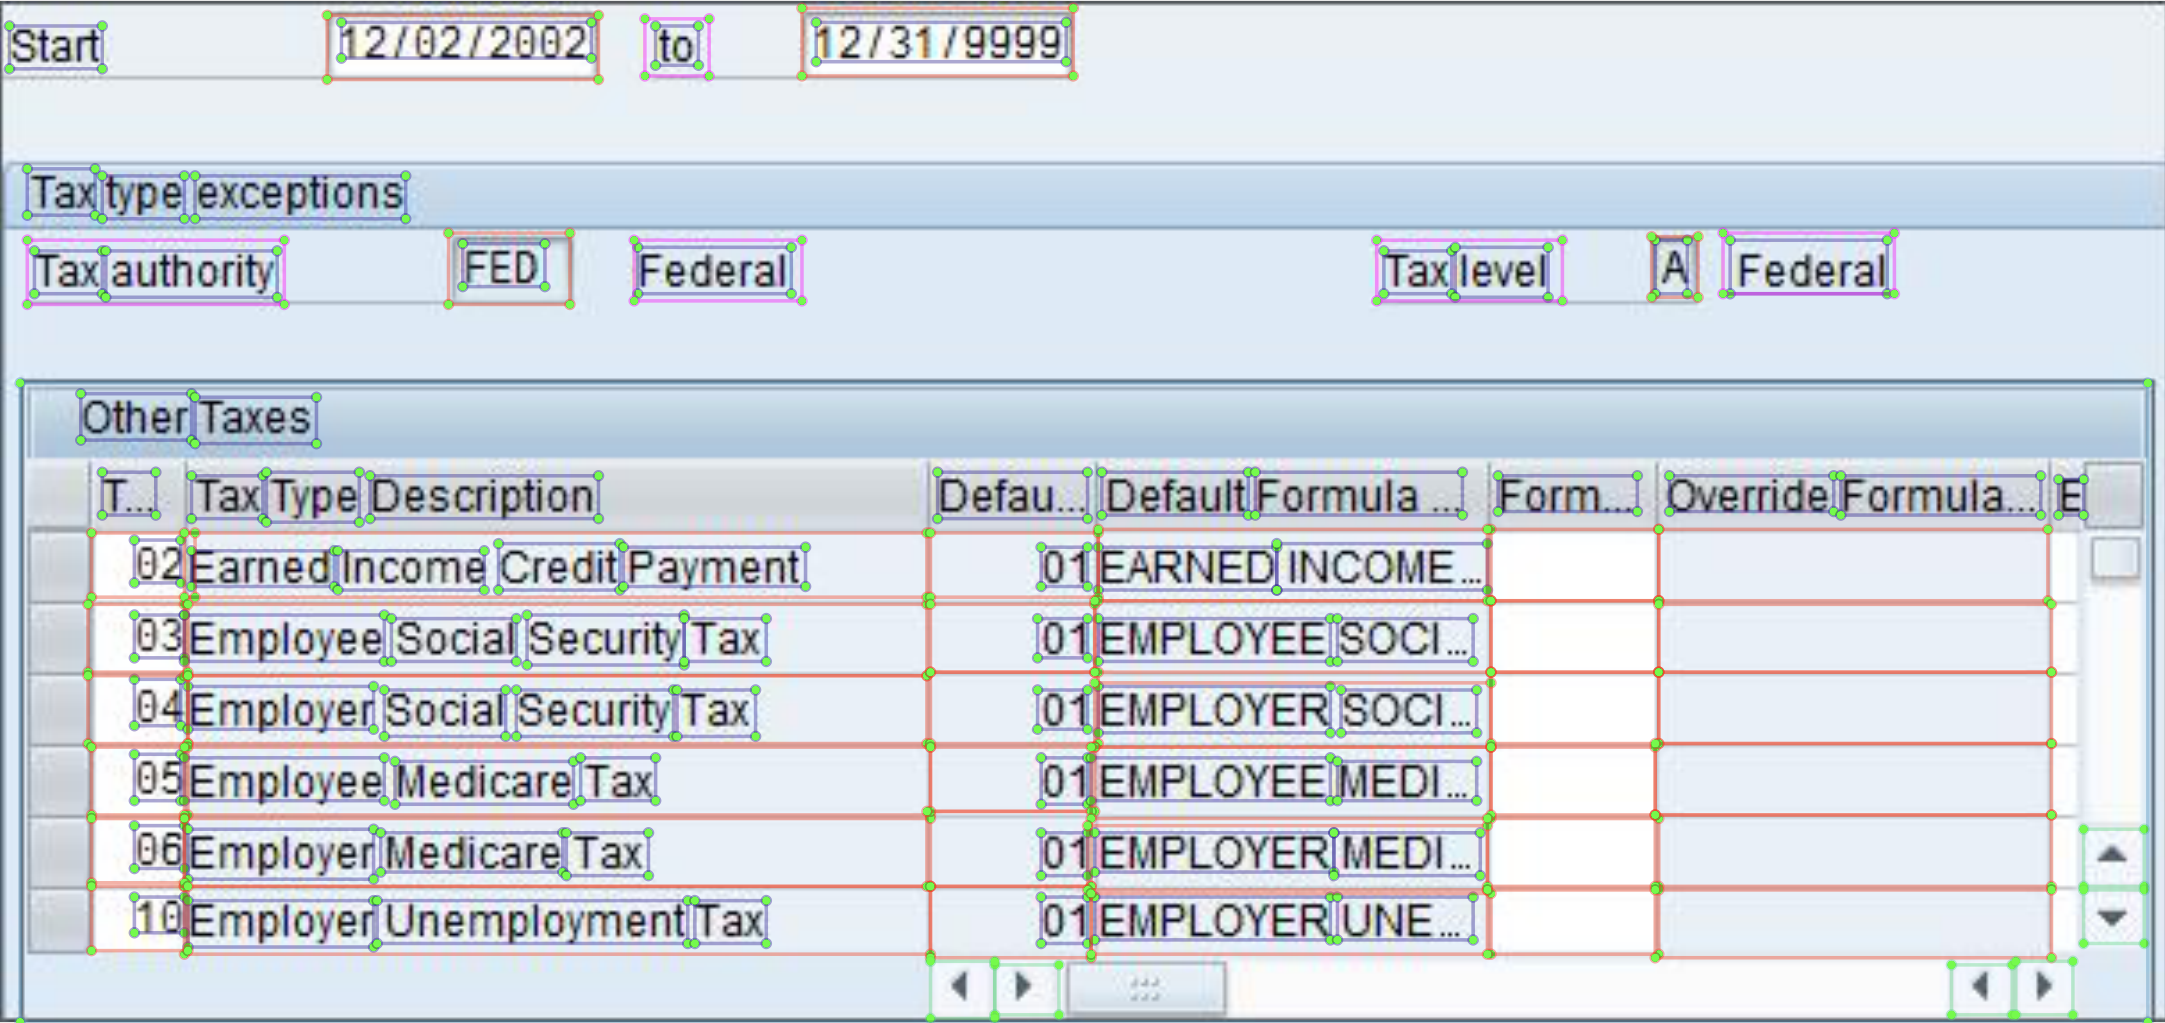 Start 12/02/2002 to 12/31/9999
Tax type exceptions
Tax authority FED Federal Tax level A Federal
Other Taxes
T... Tax Type Description Defau... Default Formula ... Form... Override Formula... E
02 Earned Income Credit Payment 01 EARNED INCOME...
03 Employee Social Security Tax 01 EMPLOYEE SOCI...
04 Employer Social Security Tax 01 EMPLOYER SOCI...
05 Employee Medicare Tax 01 EMPLOYEE MEDI...
06 Employer Medicare Tax 01 EMPLOYER MEDI...
10 Employer Unemployment Tax 01 EMPLOYER UNE...